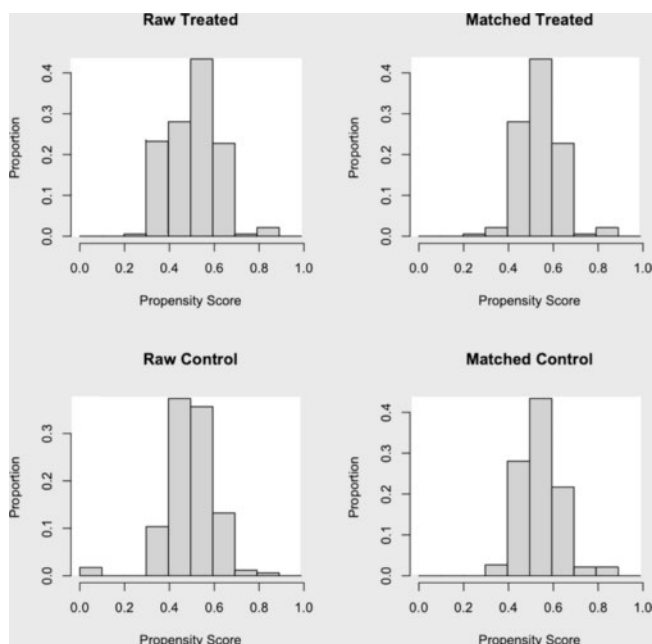 Raw Treated
Proportion
0.0 0.1 0.2 0.3 0.4
0.0 0.2 0.4 0.6 0.8 1.0
Propensity Score
Matched Treated
Proportion
0.0 0.1 0.2 0.3 0.4
0.0 0.2 0.4 0.6 0.8 1.0
Propensity Score
Raw Control
Proportion
0.0 0.1 0.2 0.3
0.0 0.2 0.4 0.6 0.8 1.0
Propensity Score
Matched Control
Proportion
0.0 0.1 0.2 0.3 0.4
0.0 0.2 0.4 0.6 0.8 1.0
Propensity Score